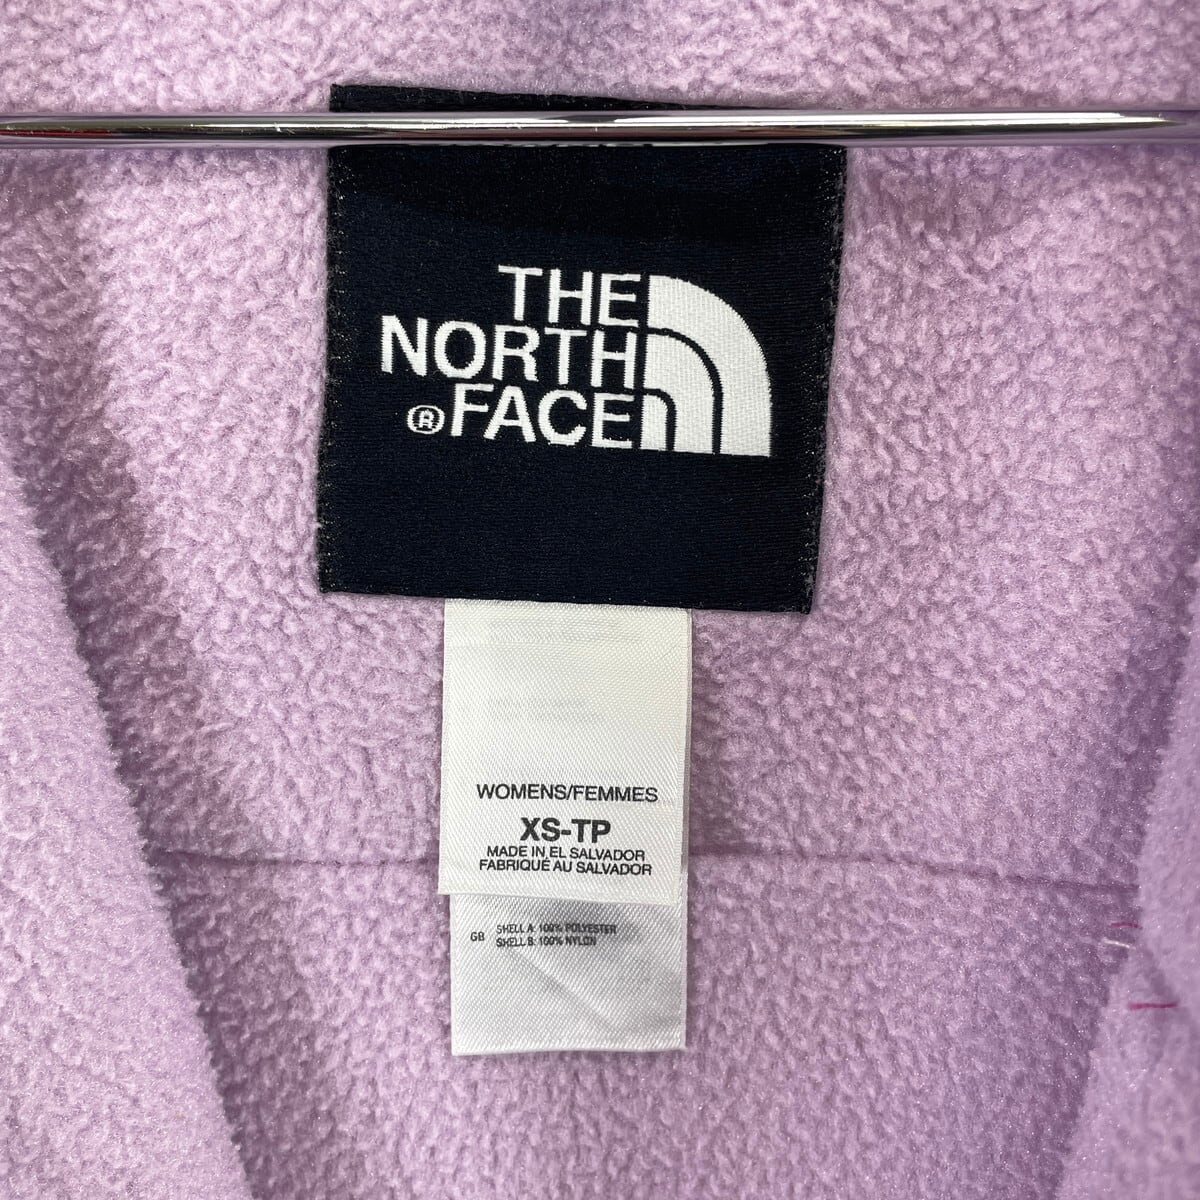 THE
NORTH
® FACE
WOMENS/FEMMES
XS-TP
MADE IN EL SALVADOR
FABRIQUÉ AU SALVADOR
GB SHELL A: 100% POLYESTER
SHELL B: 100% NYLON